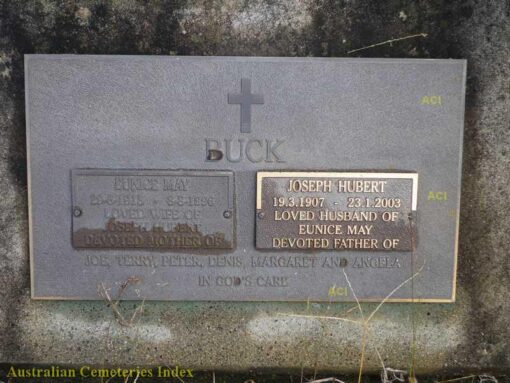 BUCK
EUNICE MAY
LOVED WIFE OF
JOSEPH HUBERT
DEVOTED MOTHER OF
JOSEPH HUBERT
19.3.1907 - 23.1.2003
LOVED HUSBAND OF
EUNICE MAY
DEVOTED FATHER OF
JOE, TERRY, PETER, DENIS, MARGARET AND ANGELA
IN GOD'S CARE
ACI
ACI
ACI
Australian Cemeteries Index